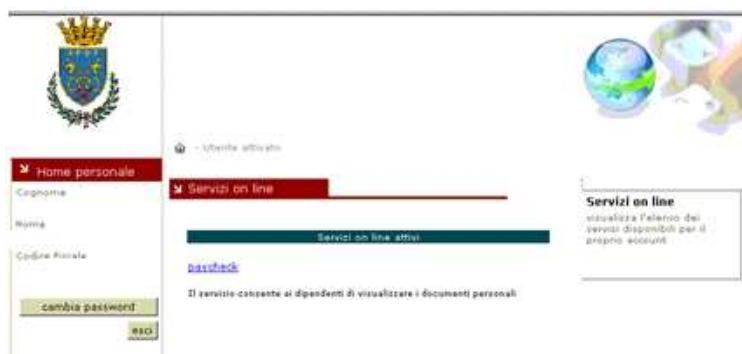 - Utente attivato
Home personale
Cognome
Nome
Codice Fiscale
cambia password
esci
Servizi on line
Servizi on line attivi
paycheck
Il servizio consente ai dipendenti di visualizzare i documenti personali
Servizi on line
visualizza l'elenco dei
servizi disponibili per il
proprio account